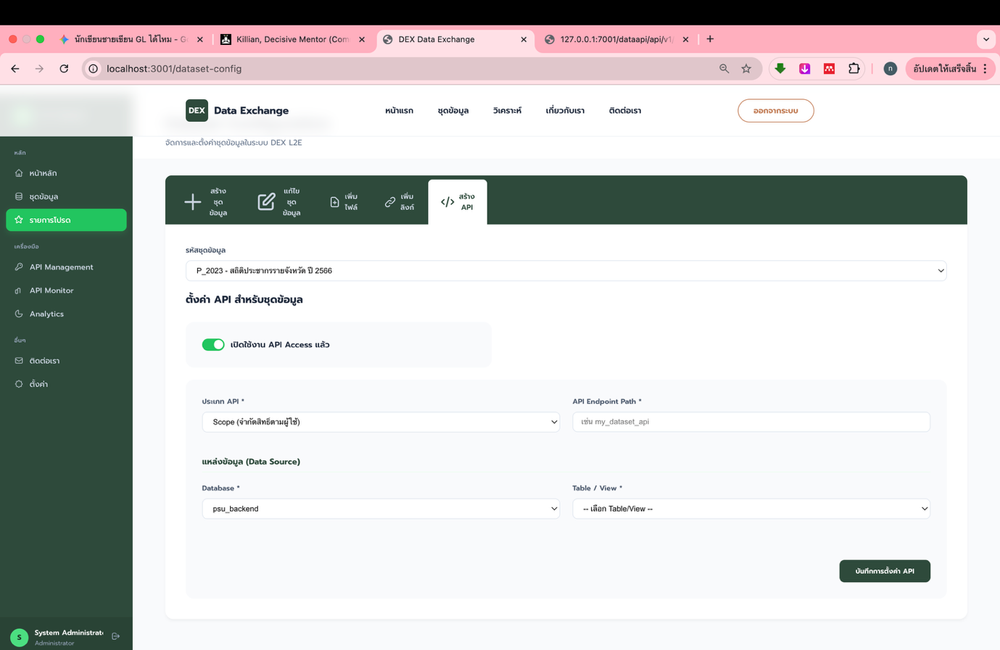 นักเขียนชายเขียน GL ได้ไหม - G
Killian, Decisive Mentor (Com
DEX Data Exchange
127.0.0.1:7001/dataapi/api/v1/
localhost:3001/dataset-config
n
อัปเดตให้เสร็จสิ้น
DEX
Data Exchange
หน้าแรก
ชุดข้อมูล
วิเคราะห์
เกี่ยวกับเรา
ติดต่อเรา
ออกจากระบบ
จัดการและตั้งค่าชุดข้อมูลในระบบ DEX L2E
หลัก
หน้าหลัก
ชุดข้อมูล
รายการโปรด
เครื่องมือ
API Management
API Monitor
Analytics
อื่นๆ
ติดต่อเรา
ตั้งค่า
S
System Administrat
Administrator
สร้าง
ชุด
ข้อมูล
แก้ไข
ชุด
ข้อมูล
เพิ่ม
ไฟล์
เพิ่ม
ลิงก์
สร้าง
API
รหัสชุดข้อมูล
P_2023 - สถิติประชากรรายจังหวัด ปี 2566
ตั้งค่า API สำหรับชุดข้อมูล
เปิดใช้งาน API Access แล้ว
ประเภท API *
Scope (จำกัดสิทธิ์ตามผู้ใช้)
API Endpoint Path *
เช่น my_dataset_api
แหล่งข้อมูล (Data Source)
Database *
psu_backend
Table / View *
-- เลือก Table/View --
บันทึกการตั้งค่า API